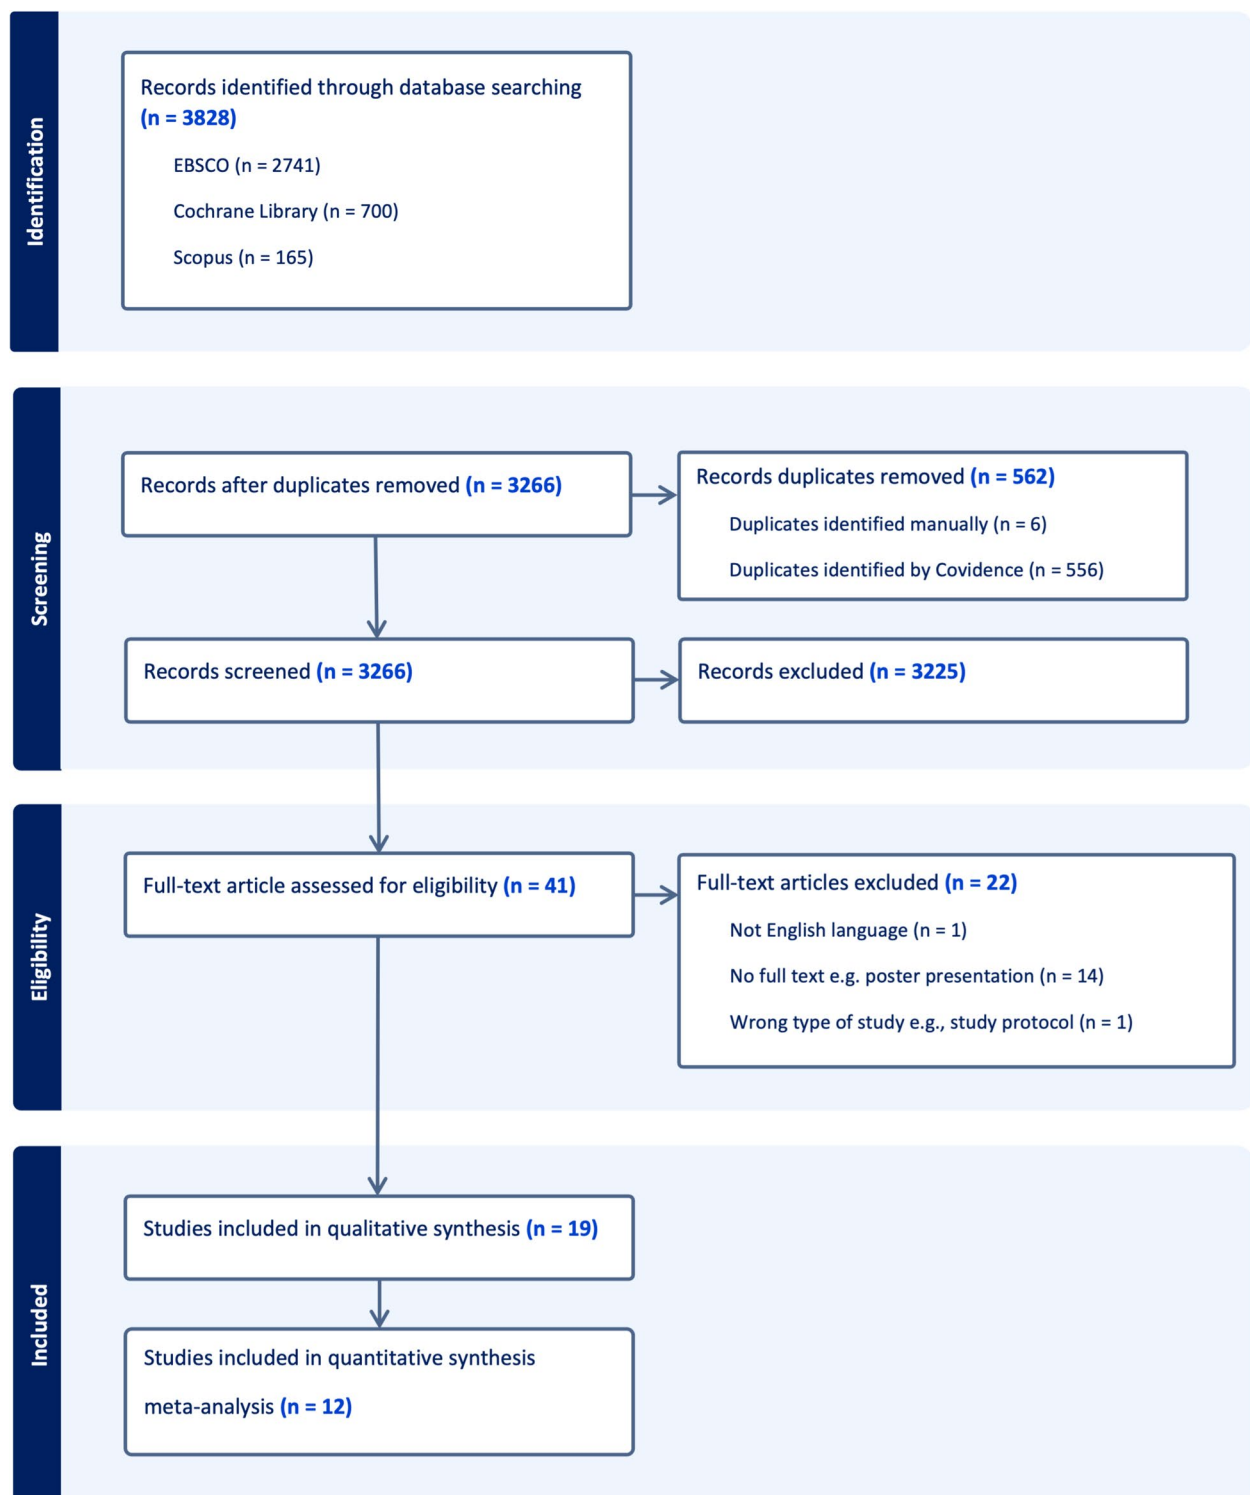 Identification
Records identified through database searching
(n = 3828)
EBSCO (n = 2741)
Cochrane Library (n = 700)
Scopus (n = 165)
Screening
Records after duplicates removed (n = 3266)
Records duplicates removed (n = 562)
Duplicates identified manually (n = 6)
Duplicates identified by Covidence (n = 556)
Records screened (n = 3266)
Records excluded (n = 3225)
Eligibility
Full-text article assessed for eligibility (n = 41)
Full-text articles excluded (n = 22)
Not English language (n = 1)
No full text e.g. poster presentation (n = 14)
Wrong type of study e.g., study protocol (n = 1)
Included
Studies included in qualitative synthesis (n = 19)
Studies included in quantitative synthesis
meta-analysis (n = 12)